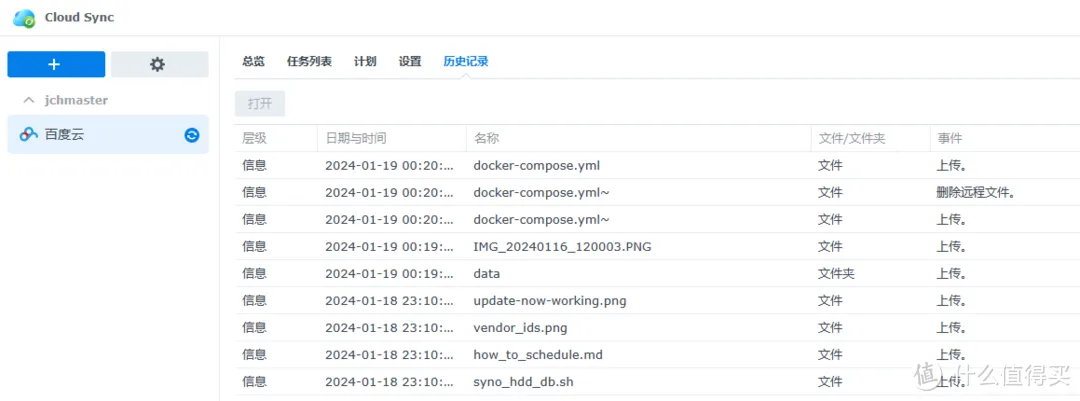 Cloud Sync
+
jchmaster
百度云
总览 任务列表 计划 设置 历史记录
打开
层级 日期与时间 名称 文件/文件夹 事件
信息 2024-01-19 00:20:... docker-compose.yml 文件 上传。
信息 2024-01-19 00:20:... docker-compose.yml~ 文件 删除远程文件。
信息 2024-01-19 00:20:... docker-compose.yml~ 文件 上传。
信息 2024-01-19 00:19:... IMG_20240116_120003.PNG 文件 上传。
信息 2024-01-19 00:19:... data 文件夹 上传。
信息 2024-01-18 23:10:... update-now-working.png 文件 上传。
信息 2024-01-18 23:10:... vendor_ids.png 文件 上传。
信息 2024-01-18 23:10:... how_to_schedule.md 文件 上传。
信息 2024-01-18 23:10:... syno_hdd_db.sh 文件 上传。
值 什么值得买